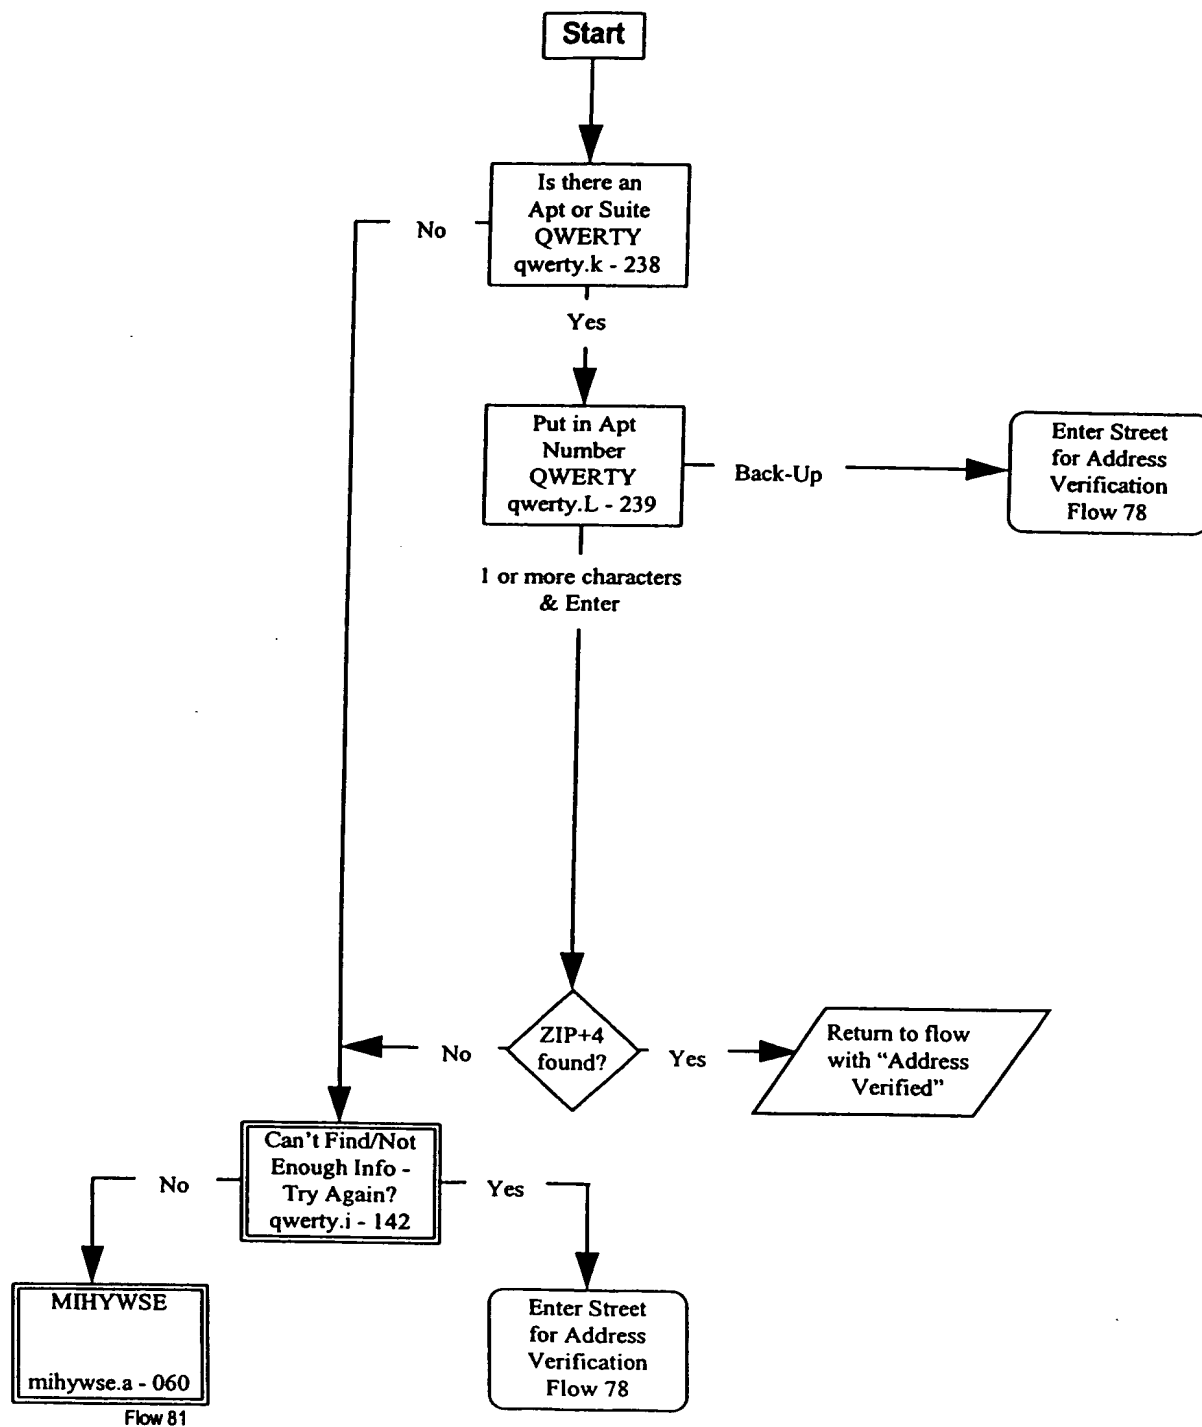 Start
Is there an
Apt or Suite
QWERTY
qwerty.k - 238
No
Yes
Put in Apt
Number
QWERTY
qwerty.L - 239
Back-Up
Enter Street
for Address
Verification
Flow 78
1 or more characters
& Enter
ZIP+4
found?
No
Yes
Return to flow
with “Address
Verified”
Can't Find/Not
Enough Info -
Try Again?
qwerty.i - 142
No
Yes
MIHYWSE
mihywse.a - 060
Flow 81
Enter Street
for Address
Verification
Flow 78